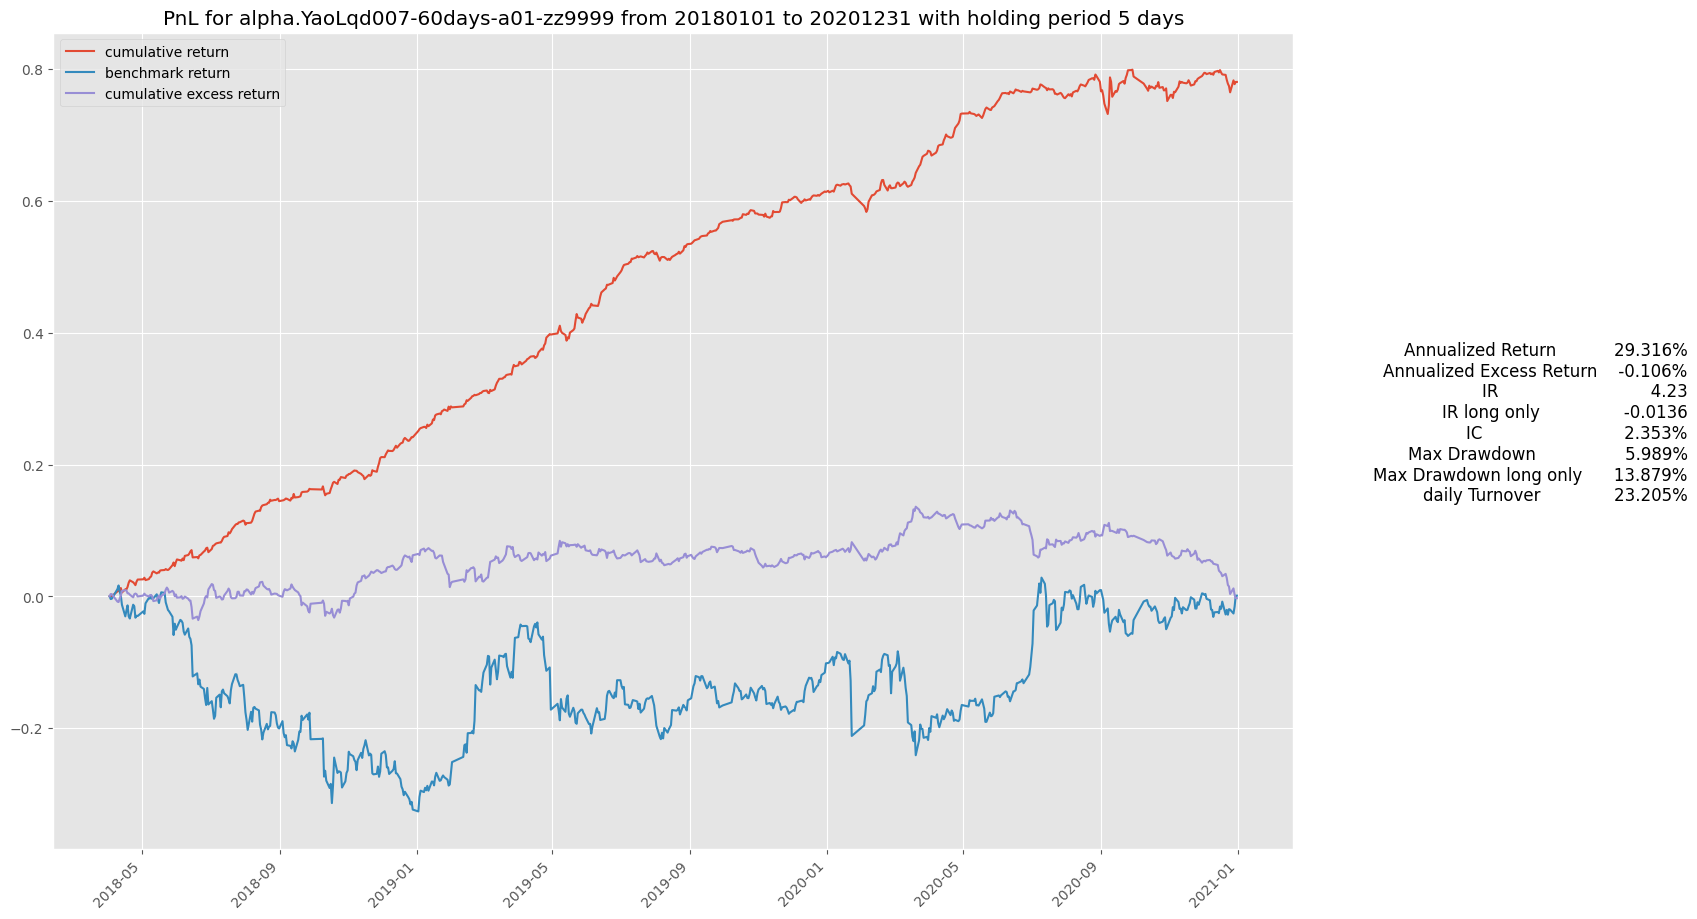 PnL for alpha.YaoLqd007-60days-a01-zz9999 from 20180101 to 20201231 with holding period 5 days
cumulative return
benchmark return
cumulative excess return
0.8
0.6
0.4
0.2
0.0
−0.2
2018-05
2018-09
2019-01
2019-05
2019-09
2020-01
2020-05
2020-09
2021-01
Annualized Return 29.316%
Annualized Excess Return -0.106%
IR 4.23
IR long only -0.0136
IC 2.353%
Max Drawdown 5.989%
Max Drawdown long only 13.879%
daily Turnover 23.205%